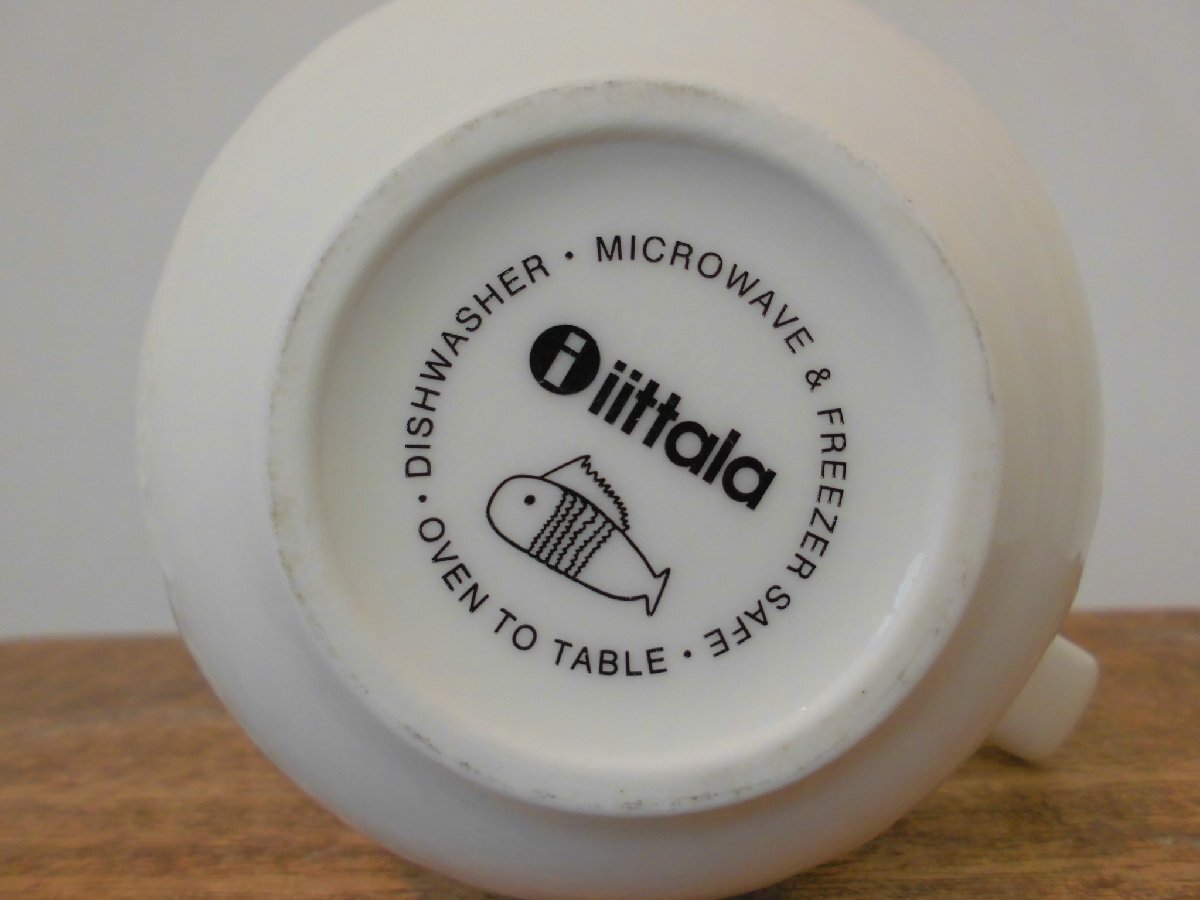 • DISHWASHER • MICROWAVE & FREEZER SAFE • OVEN TO TABLE
i iittala